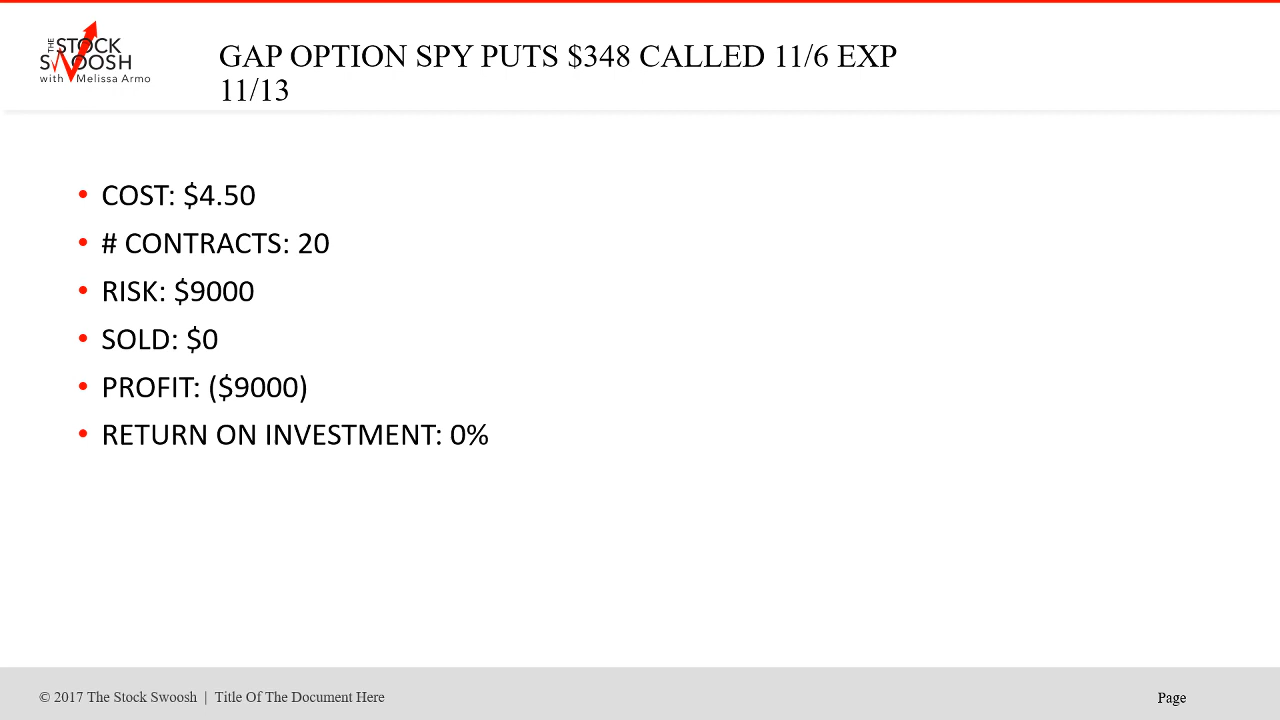 THE STOCK
SWOOSH
with Melissa Armo
GAP OPTION SPY PUTS $348 CALLED 11/6 EXP
11/13
• COST: $4.50
• # CONTRACTS: 20
• RISK: $9000
• SOLD: $0
• PROFIT: ($9000)
• RETURN ON INVESTMENT: 0%
© 2017 The Stock Swoosh | Title Of The Document Here
Page